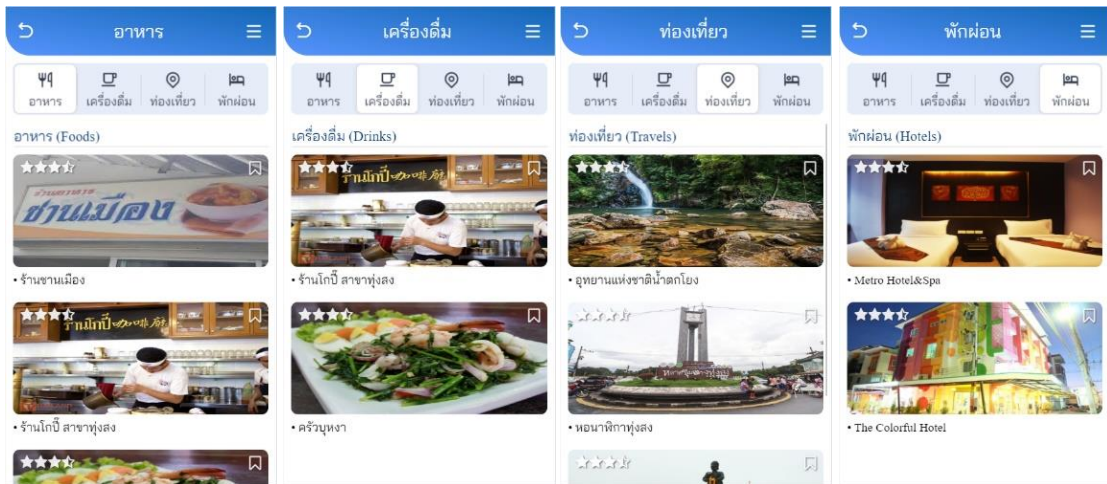 อาหาร
อาหาร
เครื่องดื่ม
ท่องเที่ยว
พักผ่อน
อาหาร (Foods)
ชานเมือง
• ร้านชานเมือง
ร้านโกปี๊
• ร้านโกปี๊ สาขาทุ่งสง
เครื่องดื่ม
อาหาร
เครื่องดื่ม
ท่องเที่ยว
พักผ่อน
เครื่องดื่ม (Drinks)
ร้านโกปี๊
• ร้านโกปี๊ สาขาทุ่งสง
• ครัวบุหงา
ท่องเที่ยว
อาหาร
เครื่องดื่ม
ท่องเที่ยว
พักผ่อน
ท่องเที่ยว (Travels)
• อุทยานแห่งชาติน้ำตกโยง
• หอนาฬิกาทุ่งสง
พักผ่อน
อาหาร
เครื่องดื่ม
ท่องเที่ยว
พักผ่อน
พักผ่อน (Hotels)
• Metro Hotel&Spa
• The Colorful Hotel